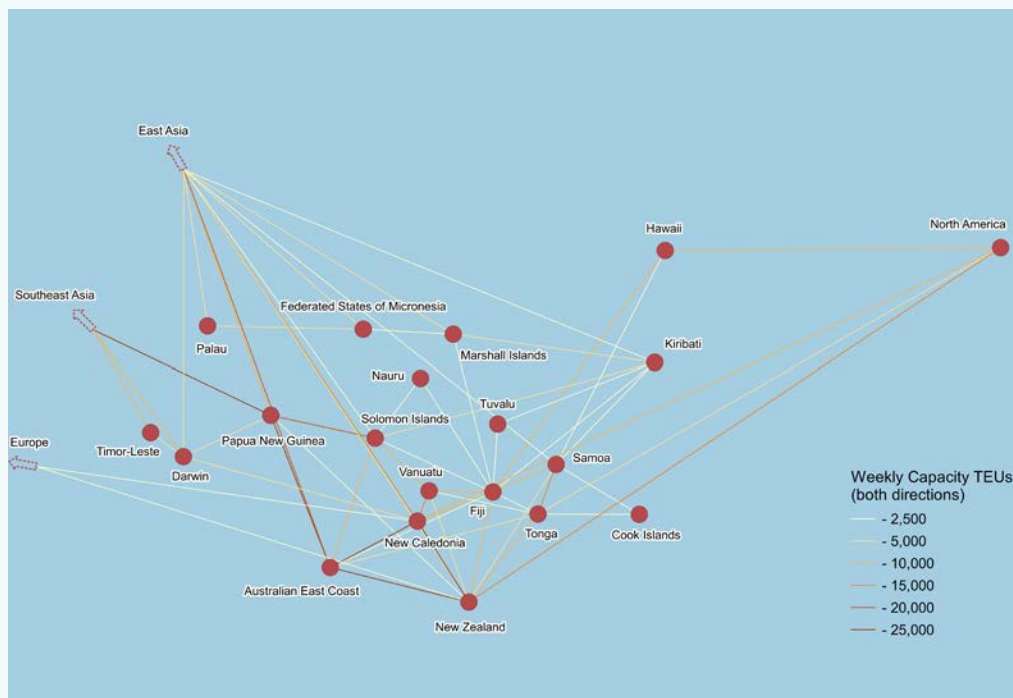 East Asia
Hawaii
North America
Southeast Asia
Federated States of Micronesia
Palau
Marshall Islands
Kiribati
Nauru
Tuvalu
Solomon Islands
Papua New Guinea
Europe
Timor-Leste
Darwin
Vanuatu
Samoa
Fiji
Tonga
Cook Islands
New Caledonia
Australian East Coast
New Zealand
Weekly Capacity TEUs
(both directions)
- 2,500
- 5,000
- 10,000
- 15,000
- 20,000
- 25,000